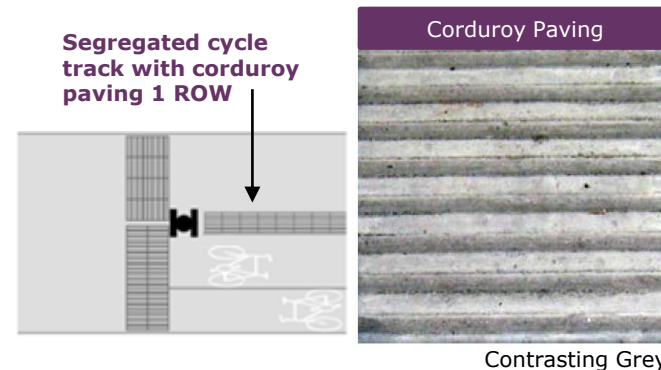 Segregated cycle
track with corduroy
paving 1 ROW
Corduroy Paving
Contrasting Grey